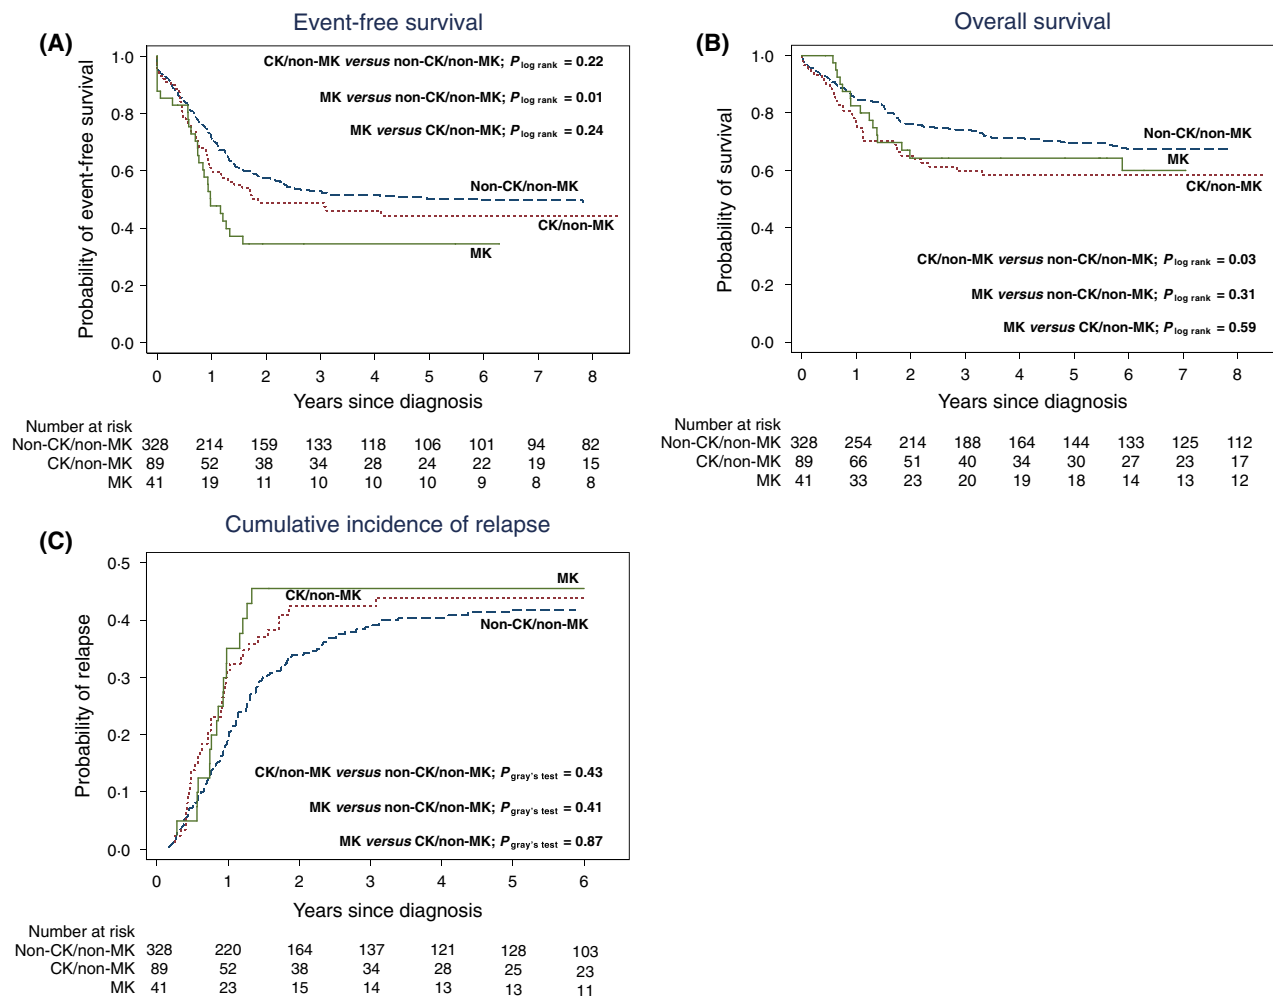 Event-free survival
(A)
Probability of event-free survival
1·0
0·8
0·6
0·4
0·2
0·0
CK/non-MK versus non-CK/non-MK; P log rank = 0.22
MK versus non-CK/non-MK; P log rank = 0.01
MK versus CK/non-MK; P log rank = 0.24
Non-CK/non-MK
CK/non-MK
MK
0 1 2 3 4 5 6 7 8
Years since diagnosis
Number at risk
Non-CK/non-MK 328 214 159 133 118 106 101 94 82
CK/non-MK 89 52 38 34 28 24 22 19 15
MK 41 19 11 10 10 10 9 8 8
Overall survival
(B)
Probability of survival
1·0
0·8
0·6
0·4
0·2
0·0
Non-CK/non-MK
MK
CK/non-MK
CK/non-MK versus non-CK/non-MK; P log rank = 0.03
MK versus non-CK/non-MK; P log rank = 0.31
MK versus CK/non-MK; P log rank = 0.59
0 1 2 3 4 5 6 7 8
Years since diagnosis
Number at risk
Non-CK/non-MK 328 254 214 188 164 144 133 125 112
CK/non-MK 89 66 51 40 34 30 27 23 17
MK 41 33 23 20 19 18 14 13 12
Cumulative incidence of relapse
(C)
Probability of relapse
0·5
0·4
0·3
0·2
0·1
0·0
MK
CK/non-MK
Non-CK/non-MK
CK/non-MK versus non-CK/non-MK; P gray's test = 0.43
MK versus non-CK/non-MK; P gray's test = 0.41
MK versus CK/non-MK; P gray's test = 0.87
0 1 2 3 4 5 6
Years since diagnosis
Number at risk
Non-CK/non-MK 328 220 164 137 121 128 103
CK/non-MK 89 52 38 34 28 25 23
MK 41 23 15 14 13 13 11